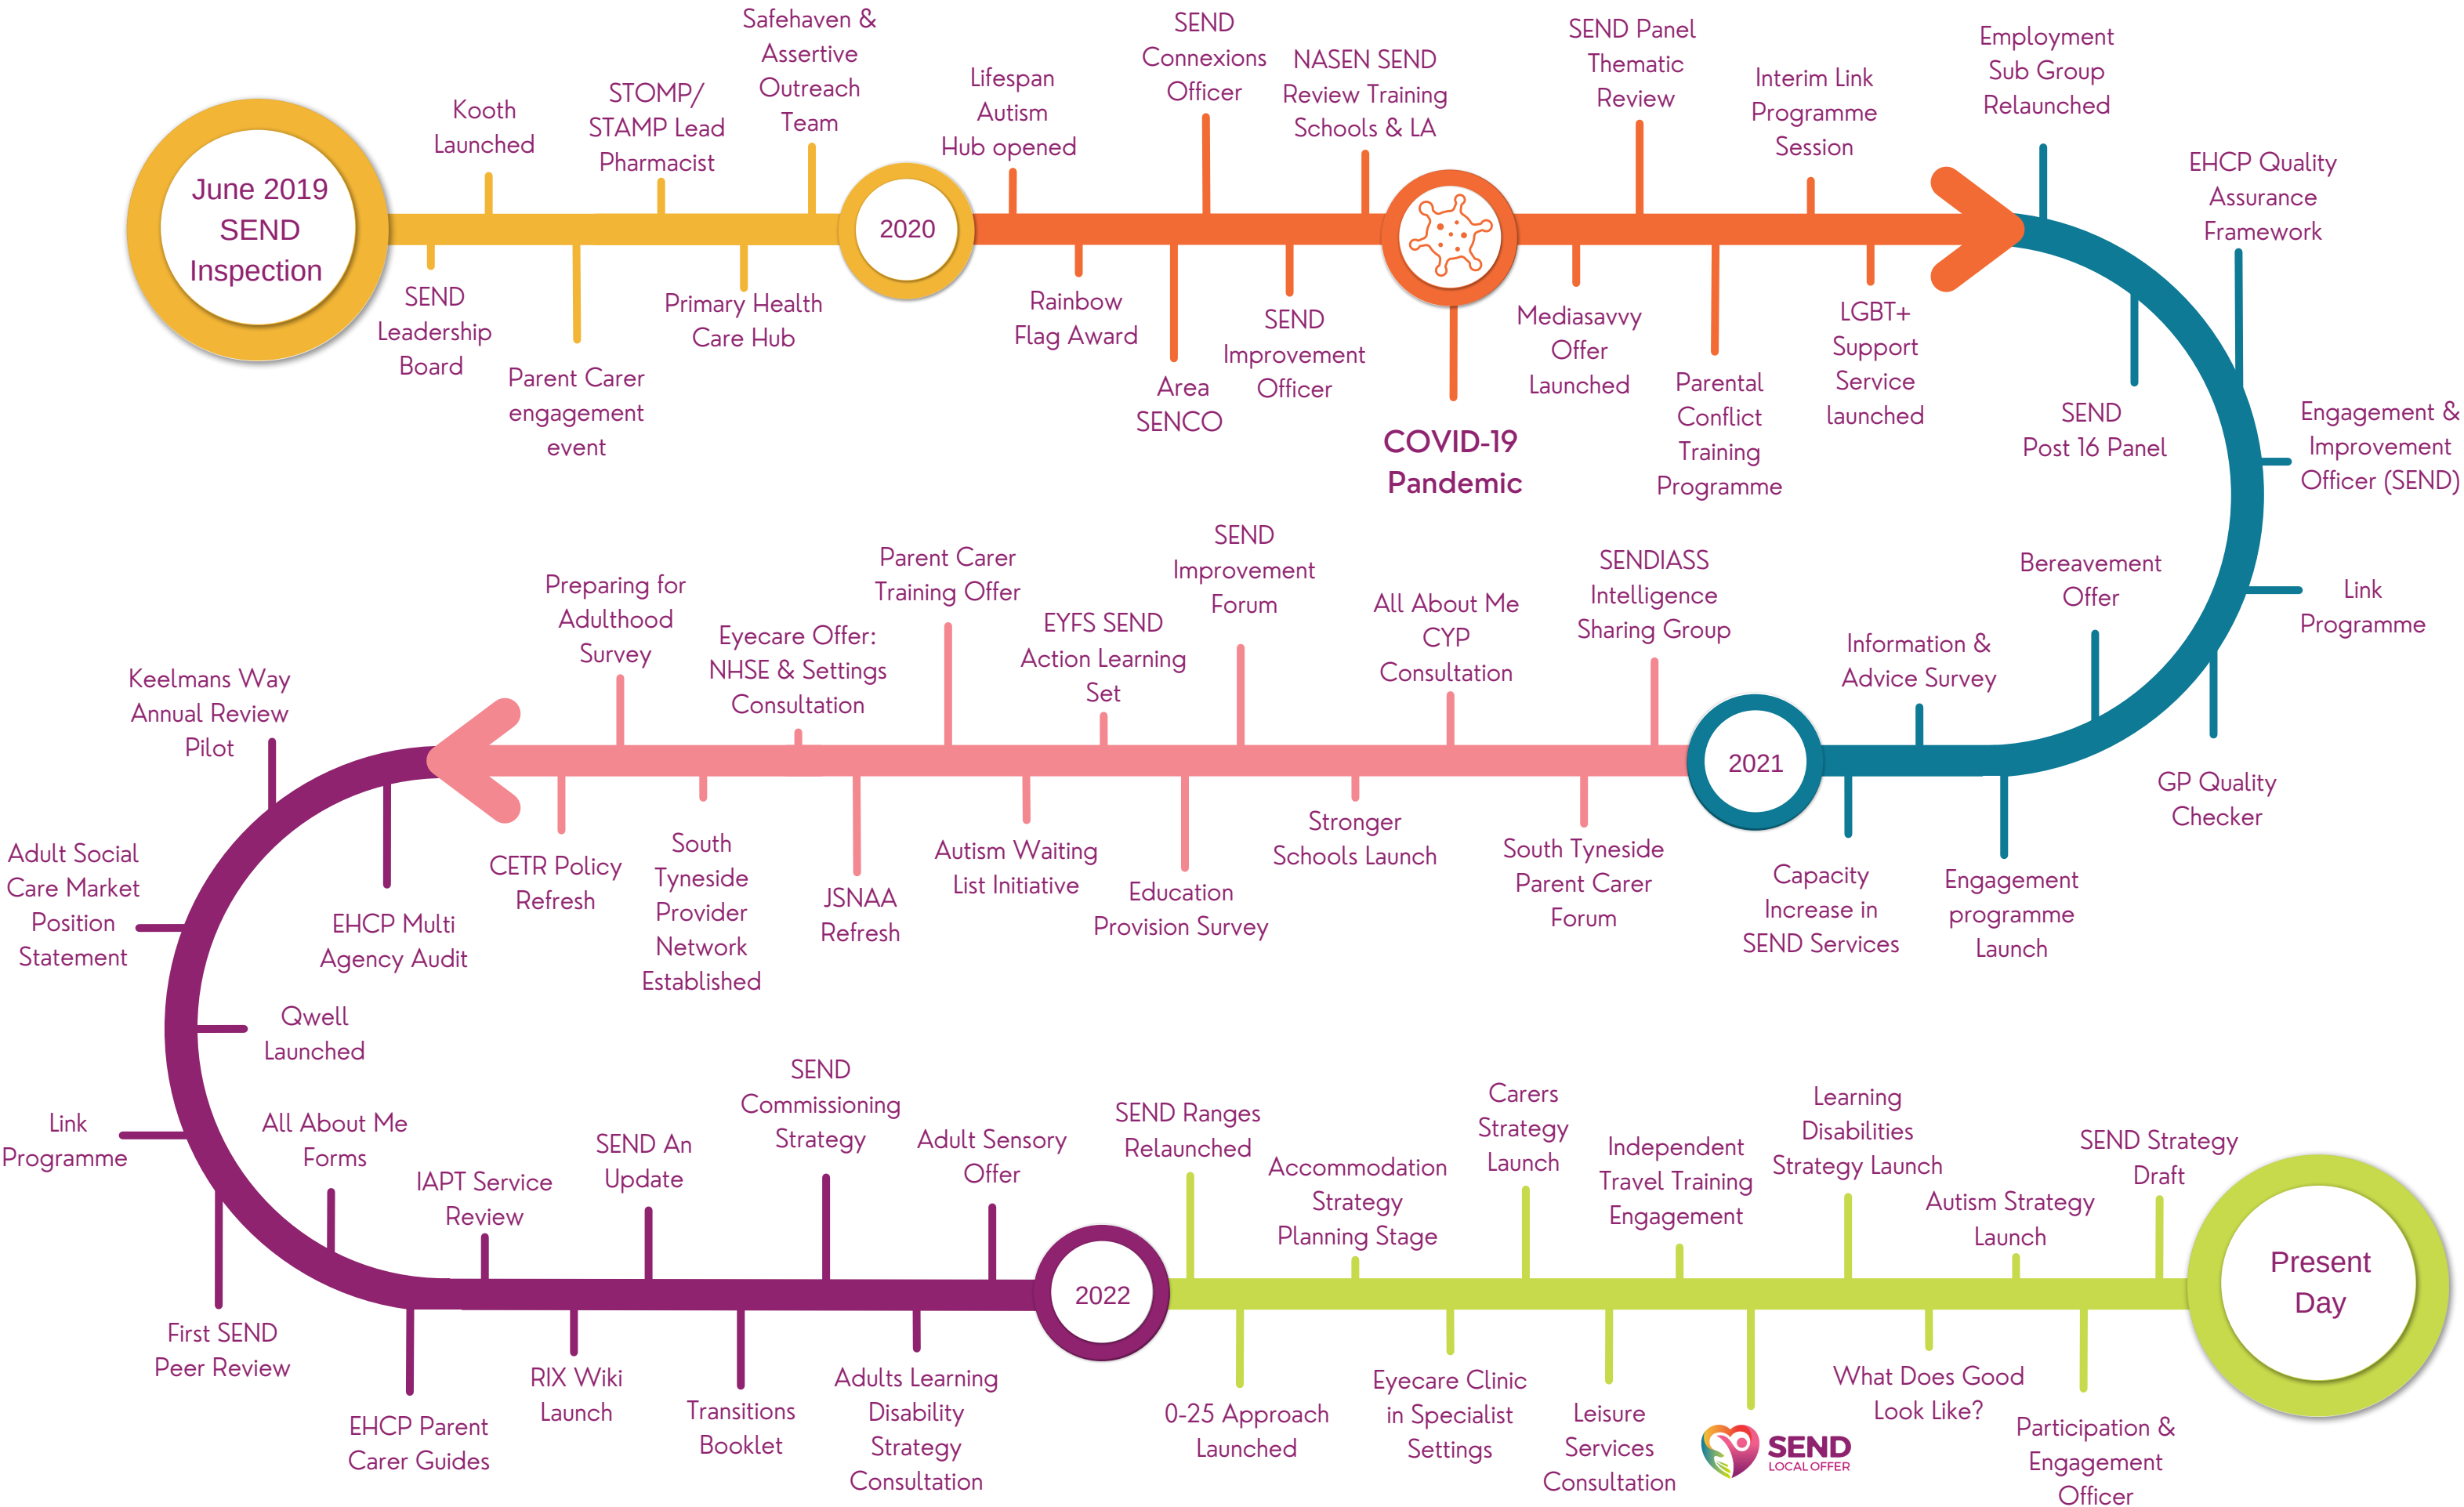 June 2019
SEND
Inspection
SEND
Leadership
Board
Kooth
Launched
Parent Carer
engagement
event
STOMP/
STAMP Lead
Pharmacist
Primary Health
Care Hub
Safehaven &
Assertive
Outreach
Team
2020
Lifespan
Autism
Hub opened
Rainbow
Flag Award
Area
SENCO
SEND
Connexions
Officer
SEND
Improvement
Officer
NASEN SEND
Review Training
Schools & LA
COVID-19
Pandemic
Mediasavvy
Offer
Launched
SEND Panel
Thematic
Review
Parental
Conflict
Training
Programme
Interim Link
Programme
Session
LGBT+
Support
Service
launched
Employment
Sub Group
Relaunched
SEND
Post 16 Panel
EHCP Quality
Assurance
Framework
Engagement &
Improvement
Officer (SEND)
Link
Programme
GP Quality
Checker
Bereavement
Offer
Engagement
programme
Launch
Information &
Advice Survey
Capacity
Increase in
SEND Services
2021
SENDIASS
Intelligence
Sharing Group
South Tyneside
Parent Carer
Forum
All About Me
CYP
Consultation
Stronger
Schools Launch
SEND
Improvement
Forum
Education
Provision Survey
EYFS SEND
Action Learning
Set
Autism Waiting
List Initiative
Parent Carer
Training Offer
JSNAA
Refresh
Eyecare Offer:
NHSE & Settings
Consultation
South
Tyneside
Provider
Network
Established
Preparing for
Adulthood
Survey
CETR Policy
Refresh
EHCP Multi
Agency Audit
Keelmans Way
Annual Review
Pilot
Adult Social
Care Market
Position
Statement
Qwell
Launched
Link
Programme
First SEND
Peer Review
All About Me
Forms
EHCP Parent
Carer Guides
IAPT Service
Review
RIX Wiki
Launch
SEND An
Update
Transitions
Booklet
SEND
Commissioning
Strategy
Adults Learning
Disability
Strategy
Consultation
Adult Sensory
Offer
2022
SEND Ranges
Relaunched
0-25 Approach
Launched
Accommodation
Strategy
Planning Stage
Eyecare Clinic
in Specialist
Settings
Carers
Strategy
Launch
Leisure
Services
Consultation
Independent
Travel Training
Engagement
SEND
LOCAL OFFER
Learning
Disabilities
Strategy Launch
What Does Good
Look Like?
Autism Strategy
Launch
Participation &
Engagement
Officer
SEND Strategy
Draft
Present
Day